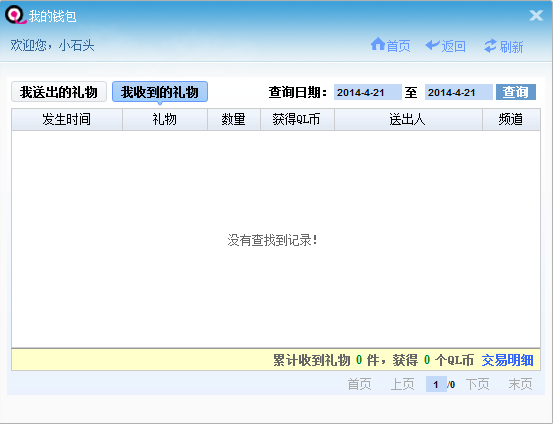 我的钱包
欢迎您，小石头 首页 返回 刷新
我送出的礼物 我收到的礼物 查询日期： 2014-4-21 至 2014-4-21 查询
发生时间 礼物 数量 获得QL币 送出人 频道
没有查找到记录！
累计收到礼物 0 件，获得 0 个QL币 交易明细
首页 上页 1 /0 下页 末页